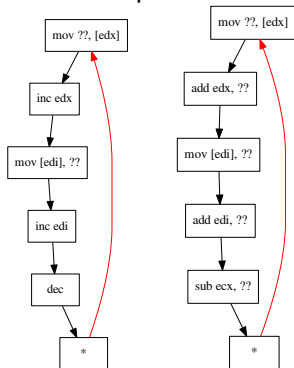 mov ??, [edx]
inc edx
mov [edi], ??
inc edi
dec
*
mov ??, [edx]
add edx, ??
mov [edi], ??
add edi, ??
sub ecx, ??
*